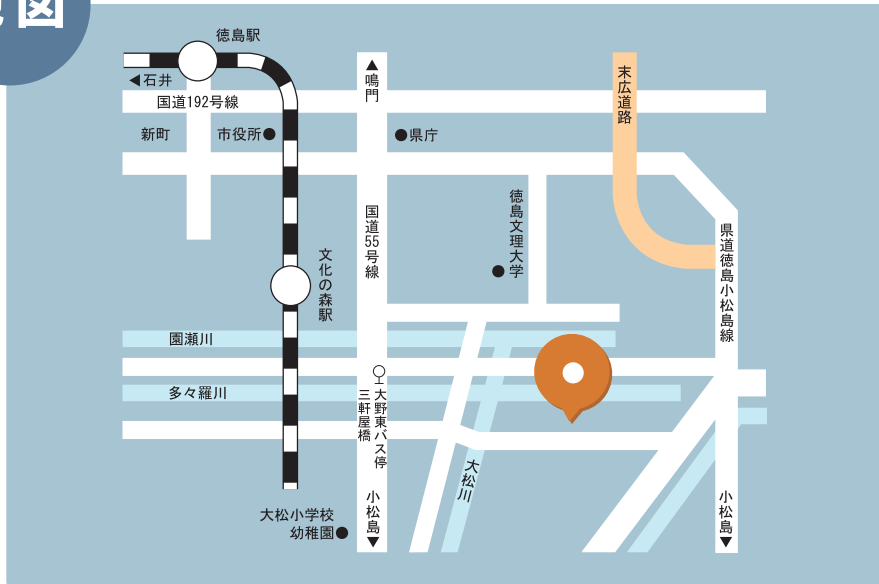 図
徳島駅
◀石井
国道192号線
新町
市役所●
▲鳴門
●県庁
末広道路
国道55号線
徳島文理大学
県道徳島小松島線
文化の森駅
園瀬川
多々羅川
大野東バス停
三軒屋橋
大松川
大松小学校
幼稚園●
小松島▼
小松島▼